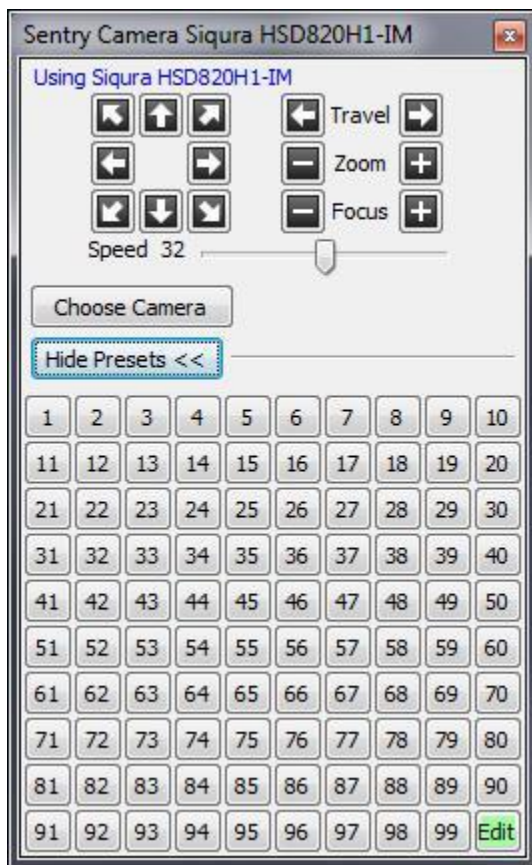 Sentry Camera Siqura HSD820H1-IM
Using Siqura HSD820H1-IM
Travel
Zoom
Focus
Speed 32
Choose Camera
Hide Presets <<
1 2 3 4 5 6 7 8 9 10
11 12 13 14 15 16 17 18 19 20
21 22 23 24 25 26 27 28 29 30
31 32 33 34 35 36 37 38 39 40
41 42 43 44 45 46 47 48 49 50
51 52 53 54 55 56 57 58 59 60
61 62 63 64 65 66 67 68 69 70
71 72 73 74 75 76 77 78 79 80
81 82 83 84 85 86 87 88 89 90
91 92 93 94 95 96 97 98 99 Edit